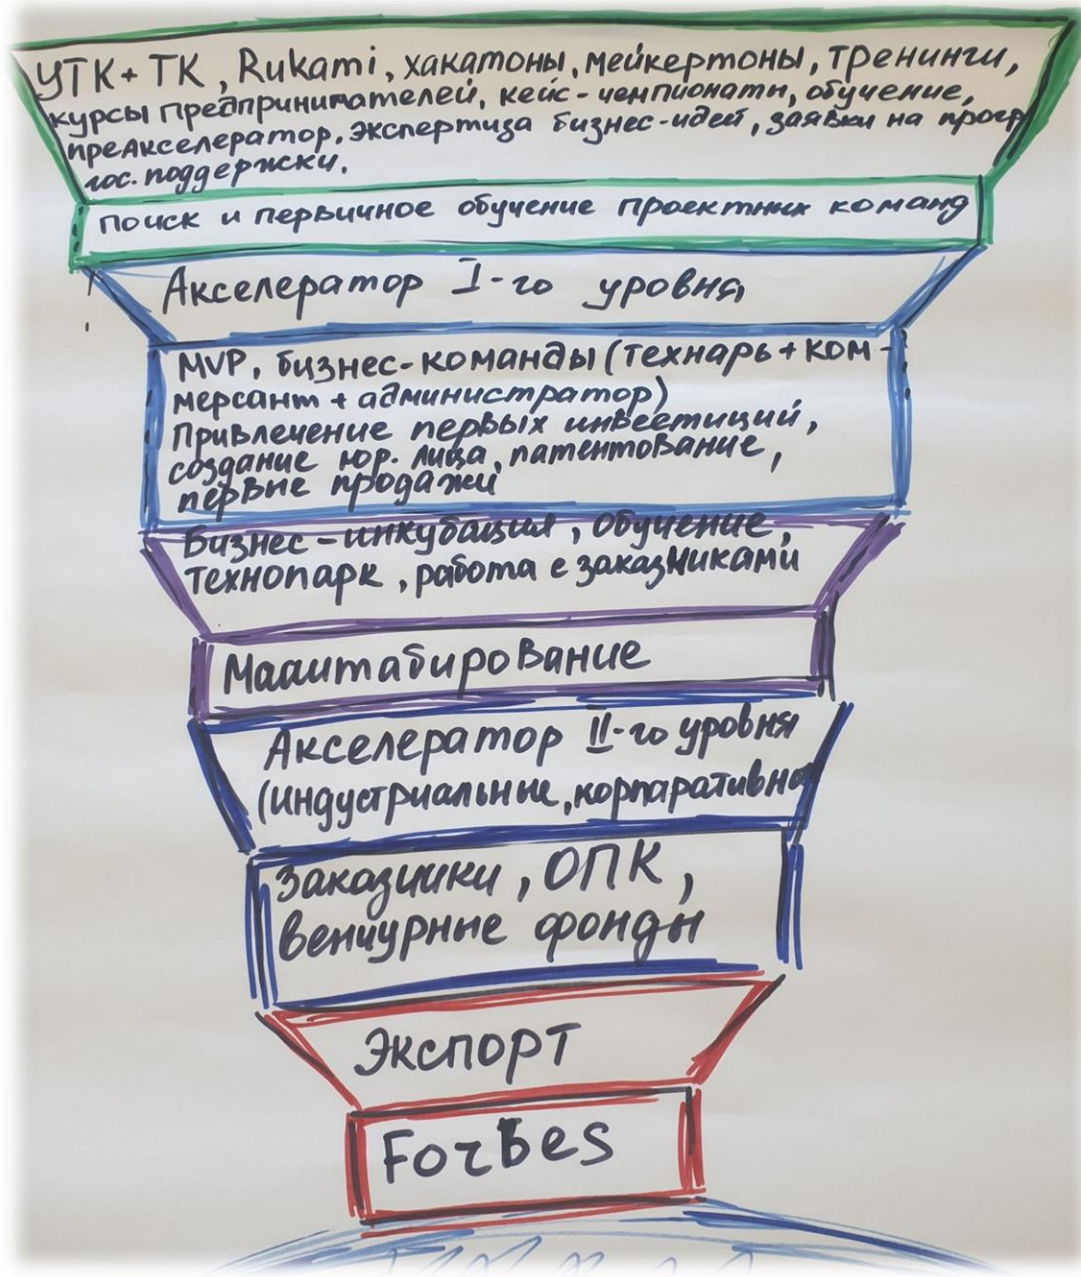 УТК + ТК, Rukami, хакатоны, мейкертоны, тренинги,
курсы предпринимателей, кейс-чемпионаты, обучение,
преакселератор, экспертиза бизнес-идей, заявки на прогр
гос. поддержки.
поиск и первичное обучение проектных команд
Акселератор I-го уровня
MVP, бизнес-команды (технарь + ком-
мерсант + администратор)
Привлечение первых инвестиций,
создание юр. лица, патентование,
первые продажи
Бизнес-инкубация, обучение,
технопарк, работа с заказчиками
Масштабирование
Акселератор II-го уровня
(индустриальные, корпаративно
Заказчики, ОПК,
венчурные фонды
Экспорт
Forbes